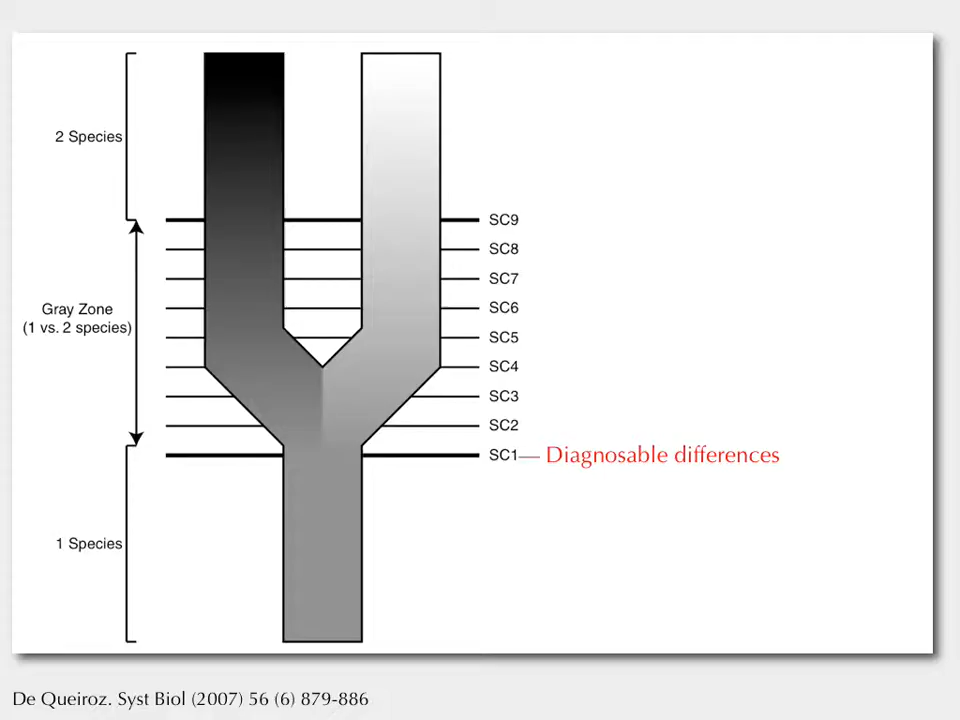 2 Species
SC9
SC8
SC7
Gray Zone
(1 vs. 2 species)
SC6
SC5
SC4
SC3
SC2
SC1— Diagnosable differences
1 Species
De Queiroz. Syst Biol (2007) 56 (6) 879-886